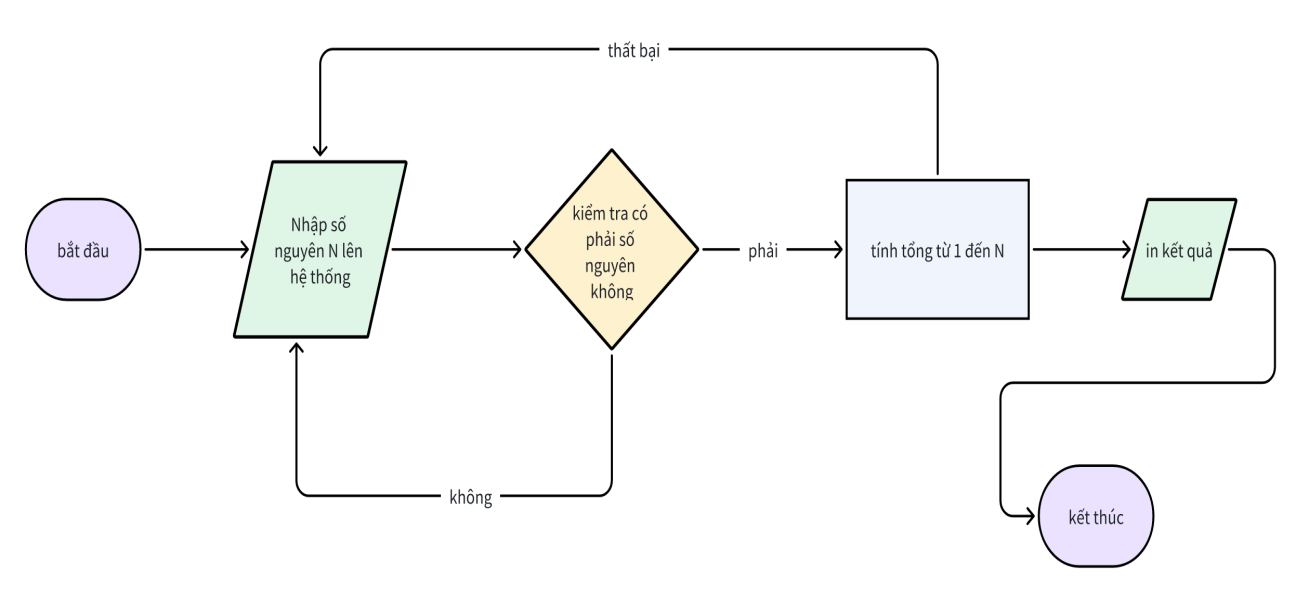 thất bại
bắt đầu
Nhập số
nguyên N lên
hệ thống
kiểm tra có
phải số
nguyên
không
phải
tính tổng từ 1 đến N
in kết quả
không
kết thúc